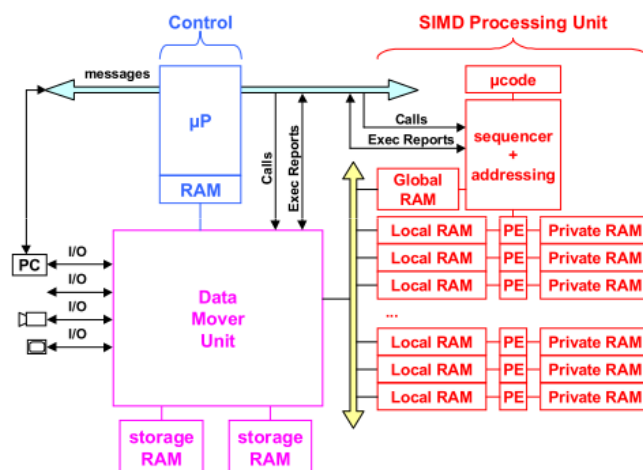 Control
SIMD Processing Unit
messages
µP
RAM
Calls
Exec Reports
Calls
Exec Reports
µcode
sequencer
+
addressing
Global
RAM
Local RAM PE Private RAM
Local RAM PE Private RAM
Local RAM PE Private RAM
...
Local RAM PE Private RAM
Local RAM PE Private RAM
Local RAM PE Private RAM
PC
I/O
I/O
I/O
I/O
Data
Mover
Unit
storage
RAM
storage
RAM